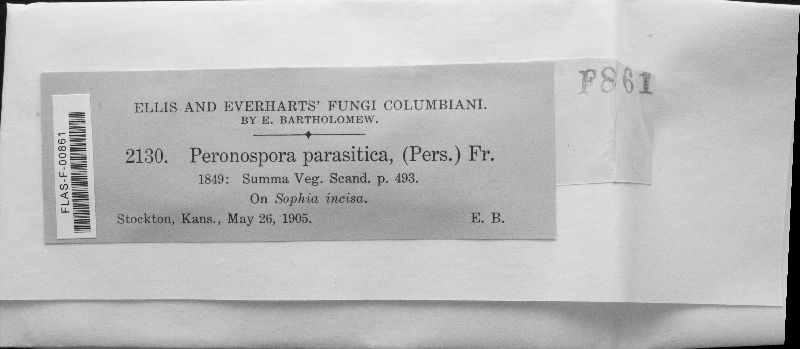 F861
ELLIS AND EVERHARTS' FUNGI COLUMBIANI.
BY E. BARTHOLOMEW.
2130. Peronospora parasitica, (Pers.) Fr.
1849: Summa Veg. Scand. p. 493.
On Sophia incisa.
Stockton, Kans., May 26, 1905. E. B.
FLAS-F-00861